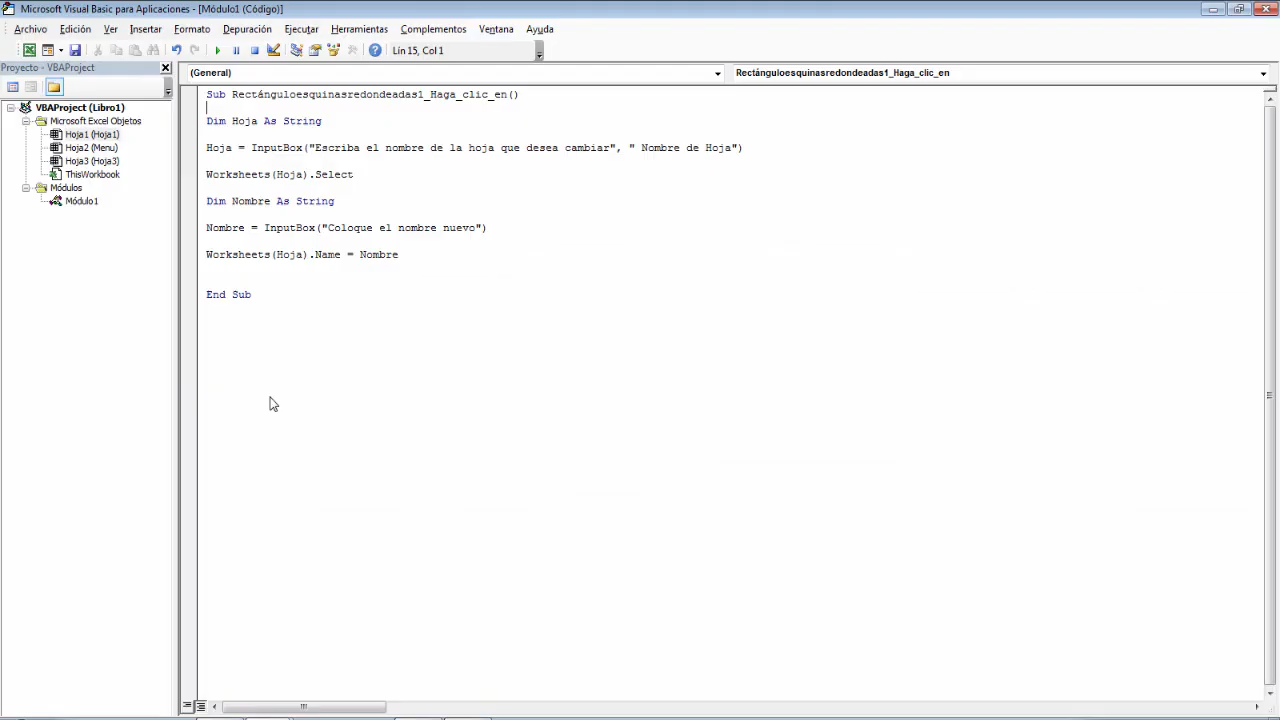 Microsoft Visual Basic para Aplicaciones - [Módulo1 (Código)]
Archivo Edición Ver Insertar Formato Depuración Ejecutar Herramientas Complementos Ventana Ayuda
Lín 15, Col 1
Proyecto - VBAProject
(General)
Rectánguloesquinasredondeadas1_Haga_clic_en
VBAProject (Libro1)
Microsoft Excel Objetos
Hoja1 (Hoja1)
Hoja2 (Menu)
Hoja3 (Hoja3)
ThisWorkbook
Módulos
Módulo1
Sub Rectánguloesquinasredondeadas1_Haga_clic_en()
Dim Hoja As String
Hoja = InputBox("Escriba el nombre de la hoja que desea cambiar", " Nombre de Hoja")
Worksheets(Hoja).Select
Dim Nombre As String
Nombre = InputBox("Coloque el nombre nuevo")
Worksheets(Hoja).Name = Nombre
End Sub